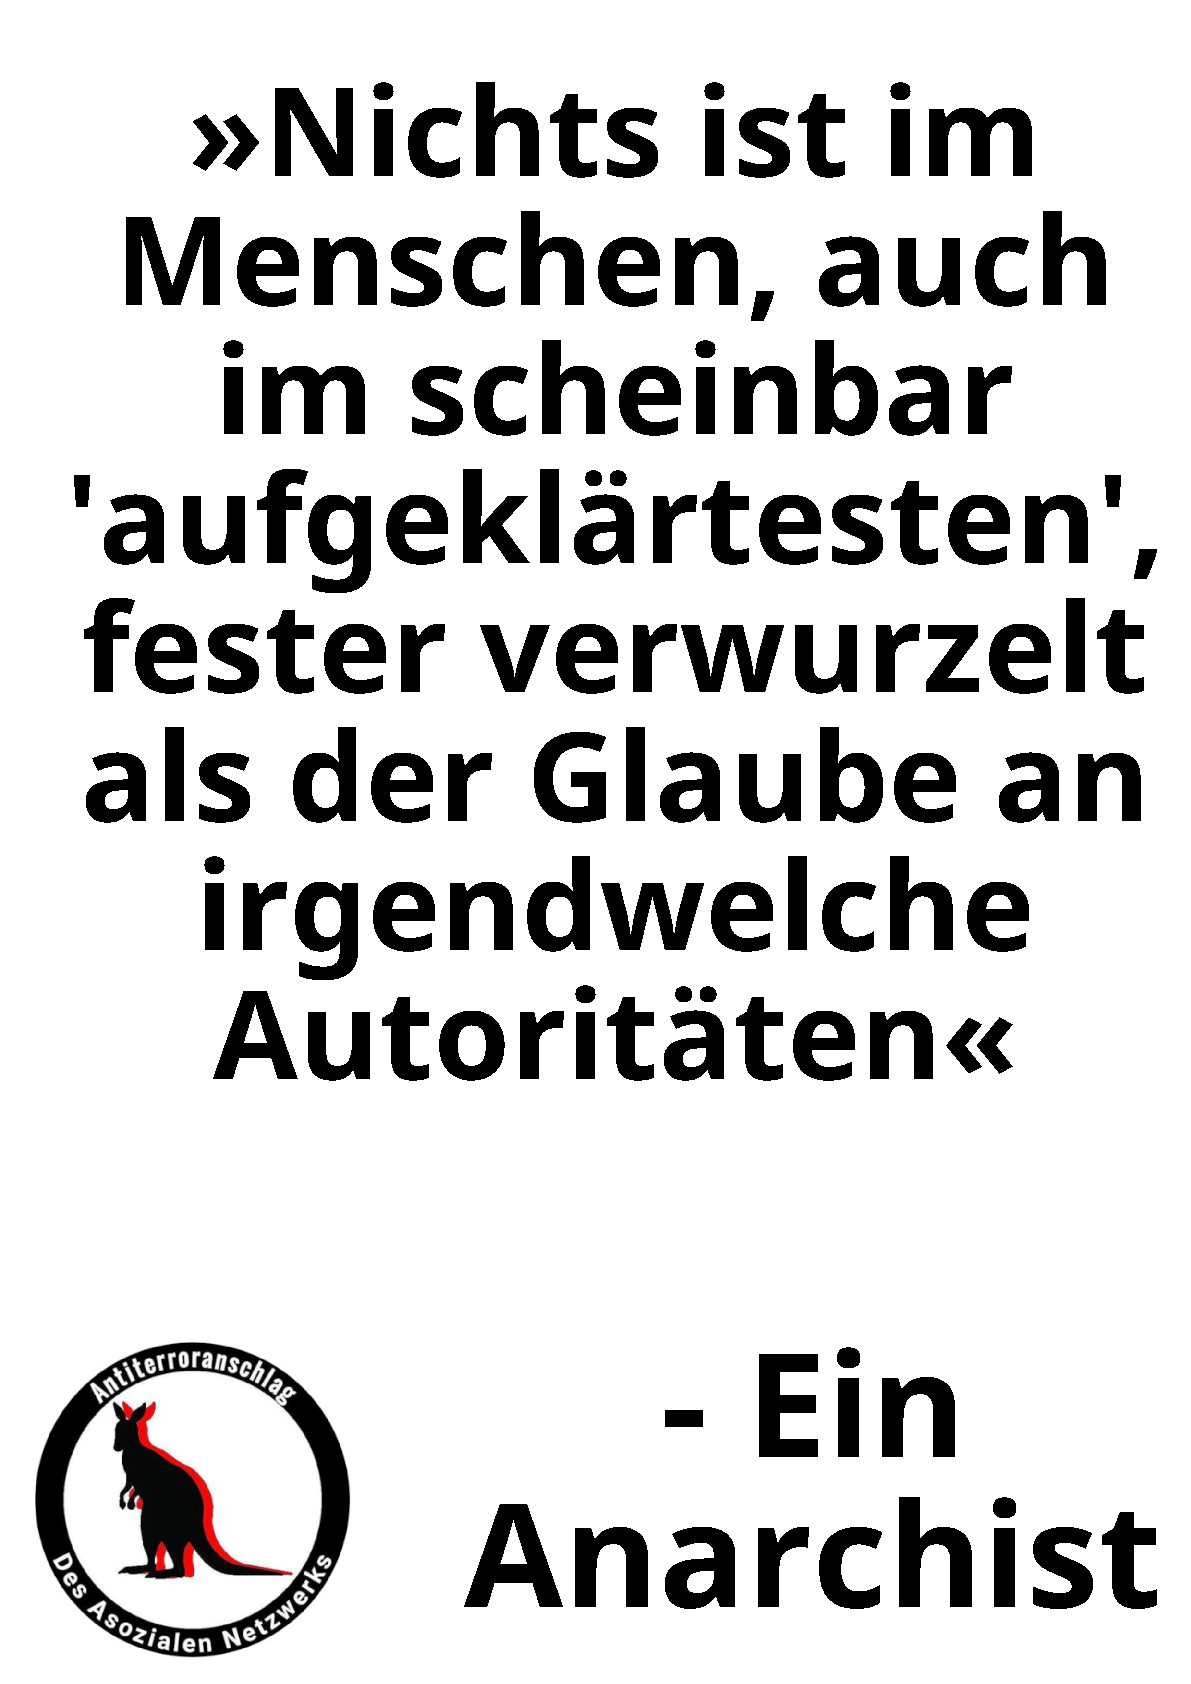 »Nichts ist im
Menschen, auch
im scheinbar
'aufgeklärtesten',
fester verwurzelt
als der Glaube an
irgendwelche
Autoritäten«
- Ein
Anarchist
Antiterroranschlag
Des Asozialen Netzwerks